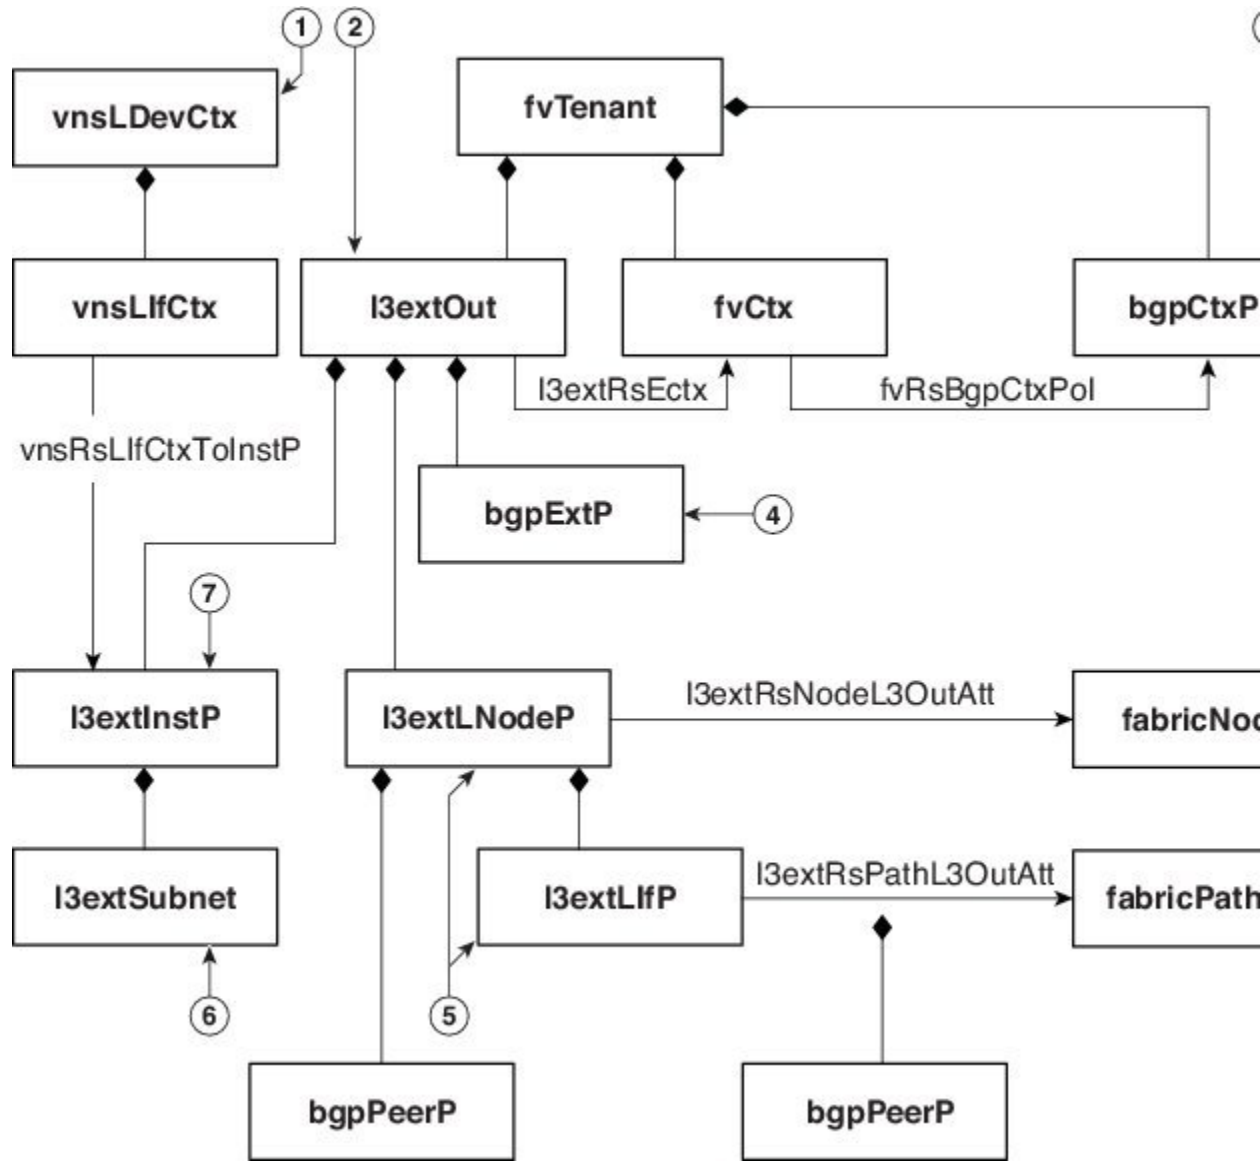 1 2
vnsLDevCtx
fvTenant
vnsLIfCtx
l3extOut
fvCtx
bgpCtxP
l3extRsEctx
fvRsBgpCtxPol
vnsRsLIfCtxToInstP
bgpExtP
4
7
l3extInstP
l3extLNodeP
l3extRsNodeL3OutAtt
l3extSubnet
l3extLIfP
l3extRsPathL3OutAtt
fabricPath
6
5
bgpPeerP
bgpPeerP